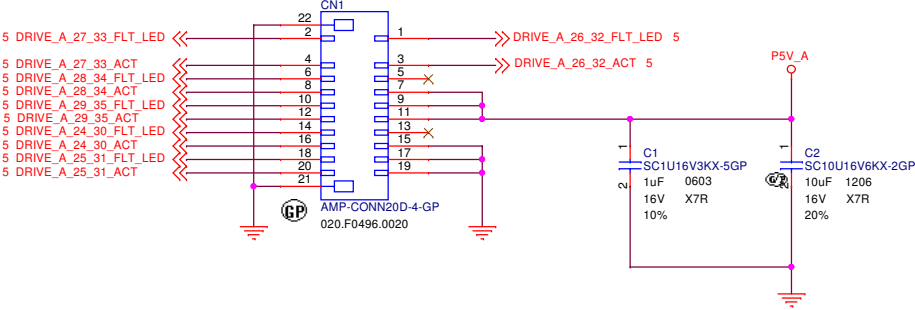 CN1
22
5 DRIVE_A_27_33_FLT_LED 2 1 DRIVE_A_26_32_FLT_LED 5
5 DRIVE_A_27_33_ACT 4 3 DRIVE_A_26_32_ACT 5
5 DRIVE_A_28_34_FLT_LED 6 5
5 DRIVE_A_28_34_ACT 8 7
5 DRIVE_A_29_35_FLT_LED 10 9
5 DRIVE_A_29_35_ACT 12 11
5 DRIVE_A_24_30_FLT_LED 14 13
5 DRIVE_A_24_30_ACT 16 15
5 DRIVE_A_25_31_FLT_LED 18 17
5 DRIVE_A_25_31_ACT 20 19
21
GP
AMP-CONN20D-4-GP
020.F0496.0020
P5V_A
1
2
C1
SC1U16V3KX-5GP
1uF 0603
16V X7R
10%
1
2
C2
SC10U16V6KX-2GP
10uF 1206
16V X7R
20%